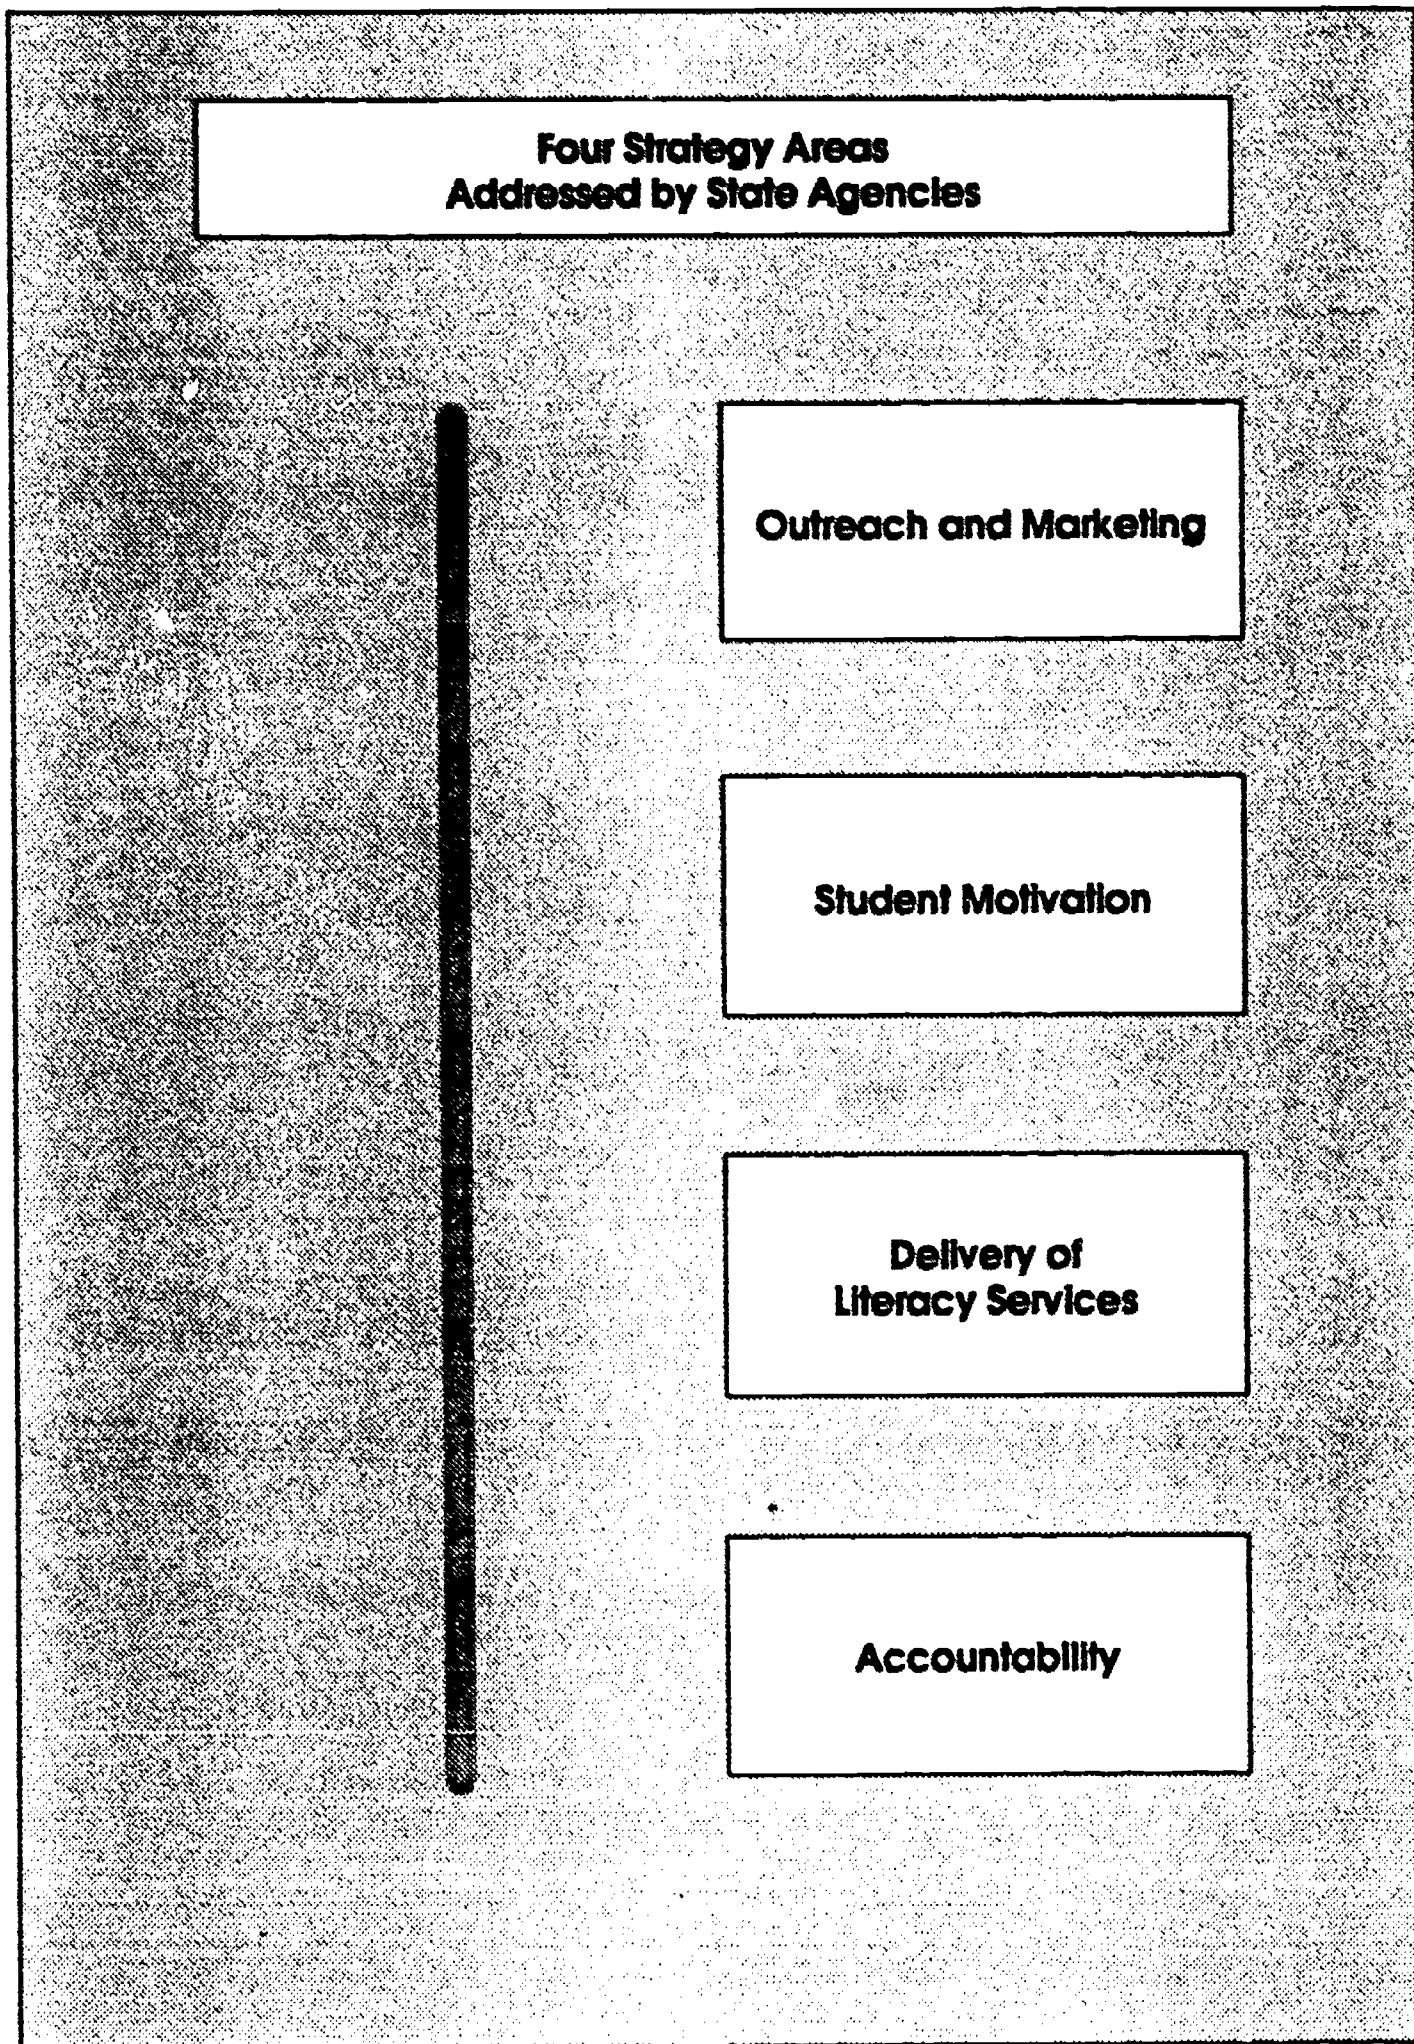 Four Strategy Areas
Addressed by State Agencies
Outreach and Marketing
Student Motivation
Delivery of
Literacy Services
Accountability